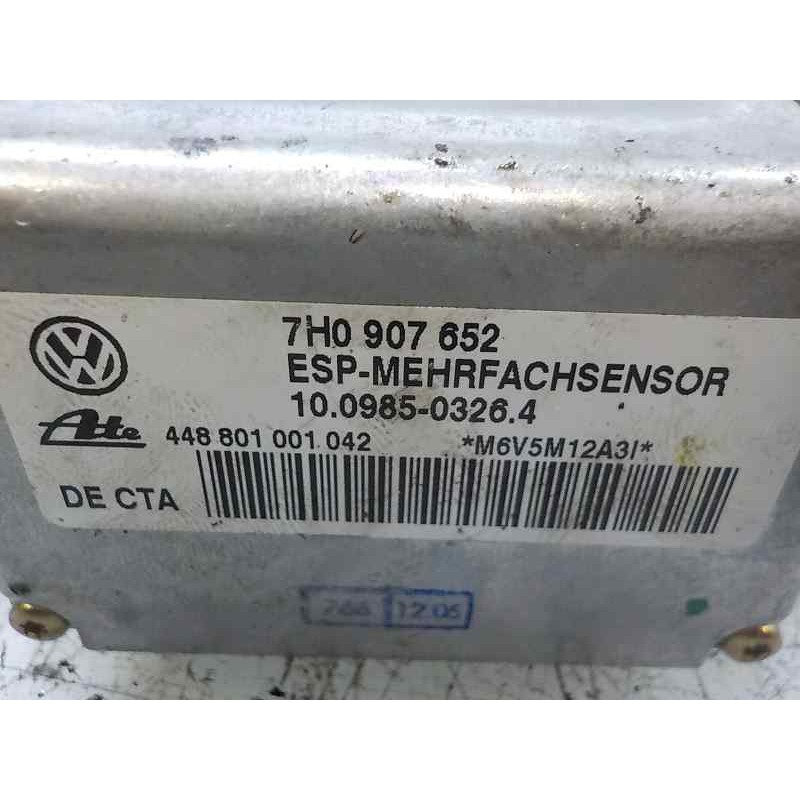 7H0 907 652
ESP-MEHRFACHSENSOR
10.0985-0326.4
Ate 448 801 001 042 *M6V5M12A3I*
DE CTA
12 05